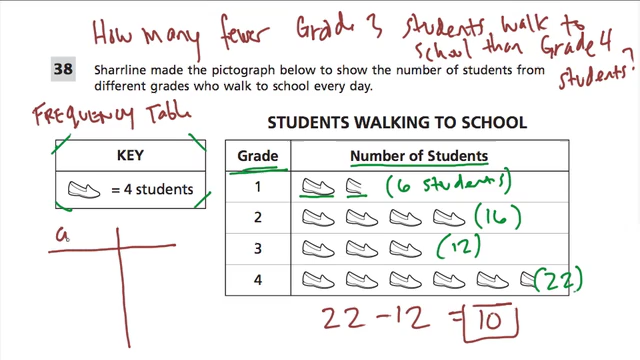 How many fewer Grade 3 students walk to
school than Grade 4
students?
38 Sharrline made the pictograph below to show the number of students from
different grades who walk to school every day.
FREQUENCY Table
KEY
= 4 students
STUDENTS WALKING TO SCHOOL
Grade Number of Students
1 (6 students)
2 (16)
3 (12)
4 (22)
G
22 - 12 = 10